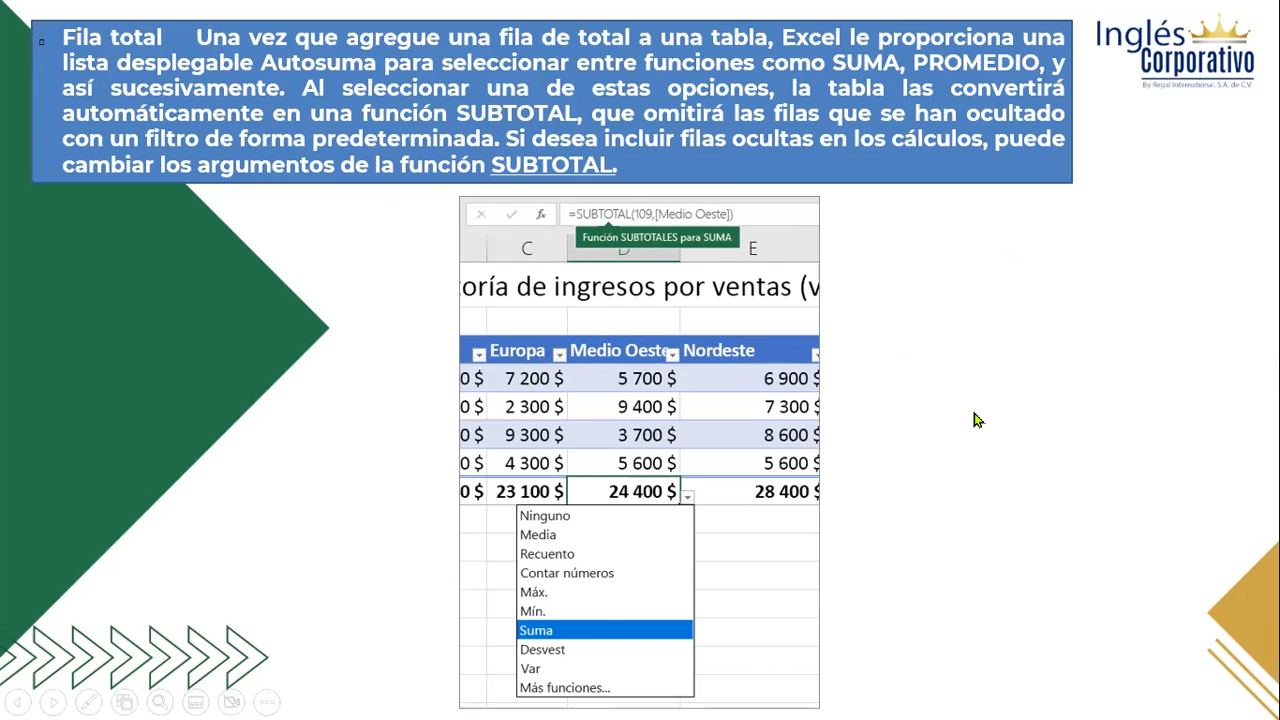 Fila total Una vez que agregue una fila de total a una tabla, Excel le proporciona una
lista desplegable Autosuma para seleccionar entre funciones como SUMA, PROMEDIO, y
así sucesivamente. Al seleccionar una de estas opciones, la tabla las convertirá
automáticamente en una función SUBTOTAL, que omitirá las filas que se han ocultado
con un filtro de forma predeterminada. Si desea incluir filas ocultas en los cálculos, puede
cambiar los argumentos de la función SUBTOTAL.
Inglés
Corporativo
By Regal International, S.A. de C.V.
fx =SUBTOTAL(109,[Medio Oeste])
Función SUBTOTALES para SUMA
C D E
oría de ingresos por ventas (v
Europa Medio Oeste Nordeste
0 $ 7 200 $ 5 700 $ 6 900 $
0 $ 2 300 $ 9 400 $ 7 300 $
0 $ 9 300 $ 3 700 $ 8 600 $
0 $ 4 300 $ 5 600 $ 5 600 $
0 $ 23 100 $ 24 400 $ 28 400 $
Ninguno
Media
Recuento
Contar números
Máx.
Mín.
Suma
Desvest
Var
Más funciones...